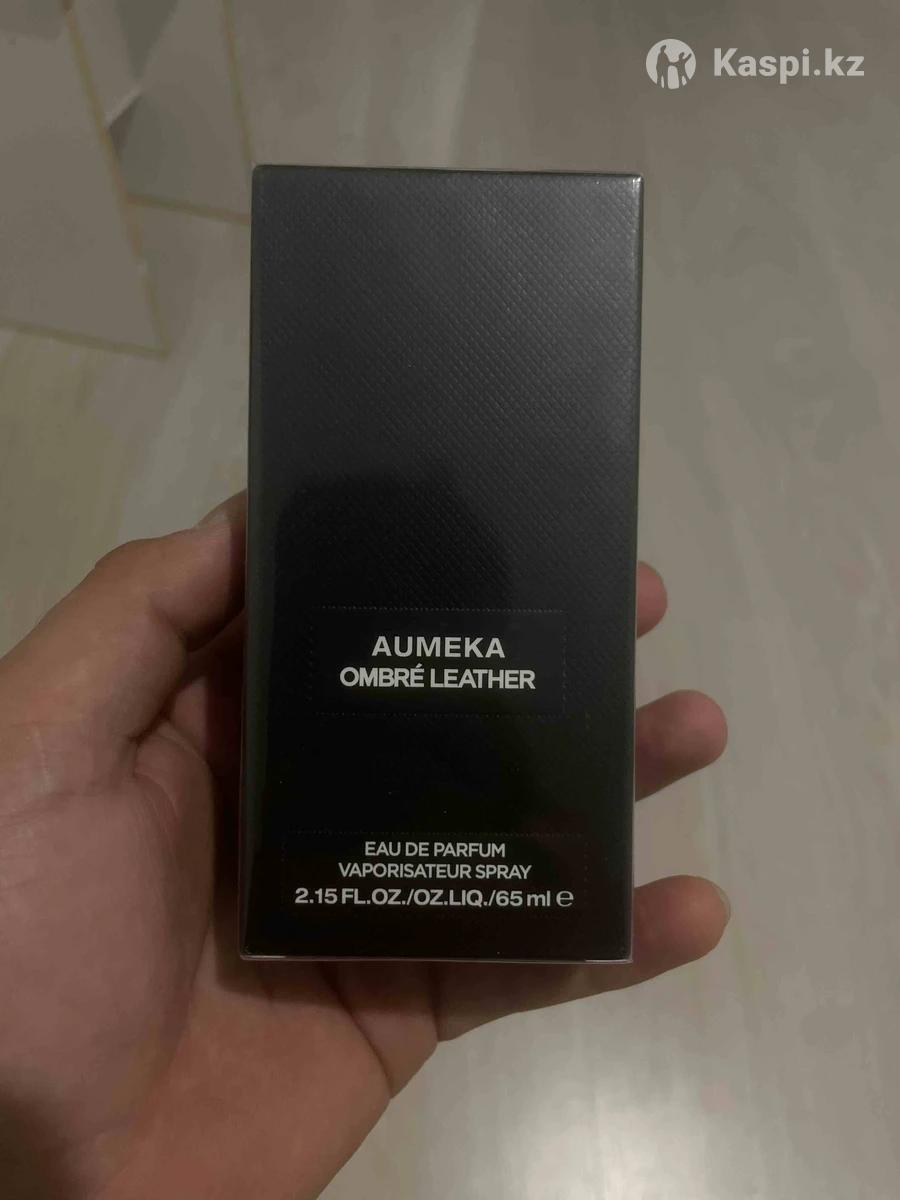 Kaspi.kz
AUMEKA
OMBRÉ LEATHER
EAU DE PARFUM
VAPORISATEUR SPRAY
2.15 FL.OZ./OZ.LIQ./65 ml ℮